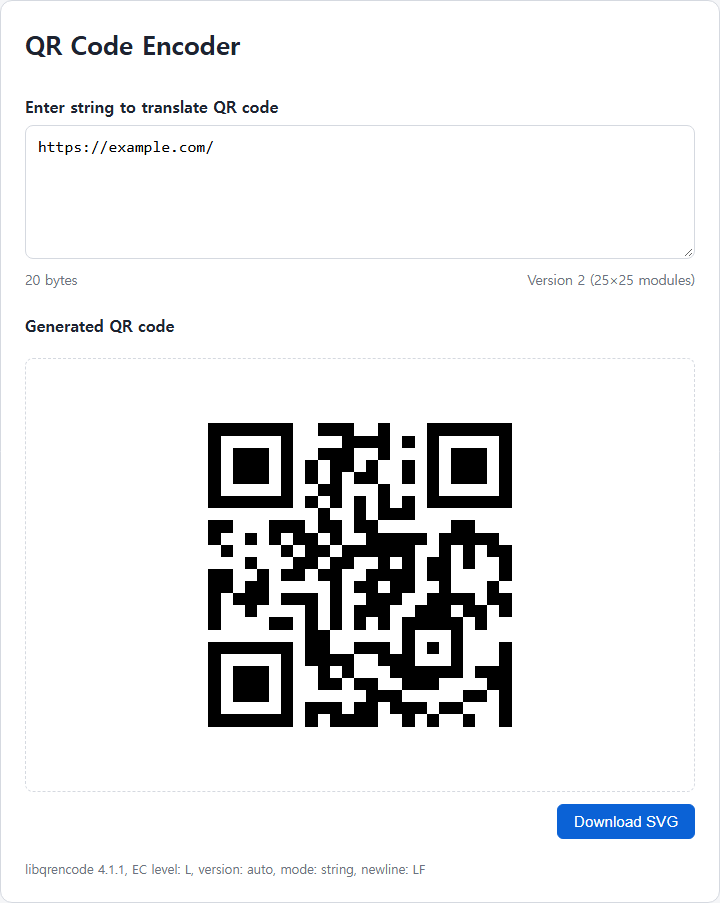 QR Code Encoder
Enter string to translate QR code
https://example.com/
20 bytes
Version 2 (25×25 modules)
Generated QR code
Download SVG
libqrencode 4.1.1, EC level: L, version: auto, mode: string, newline: LF